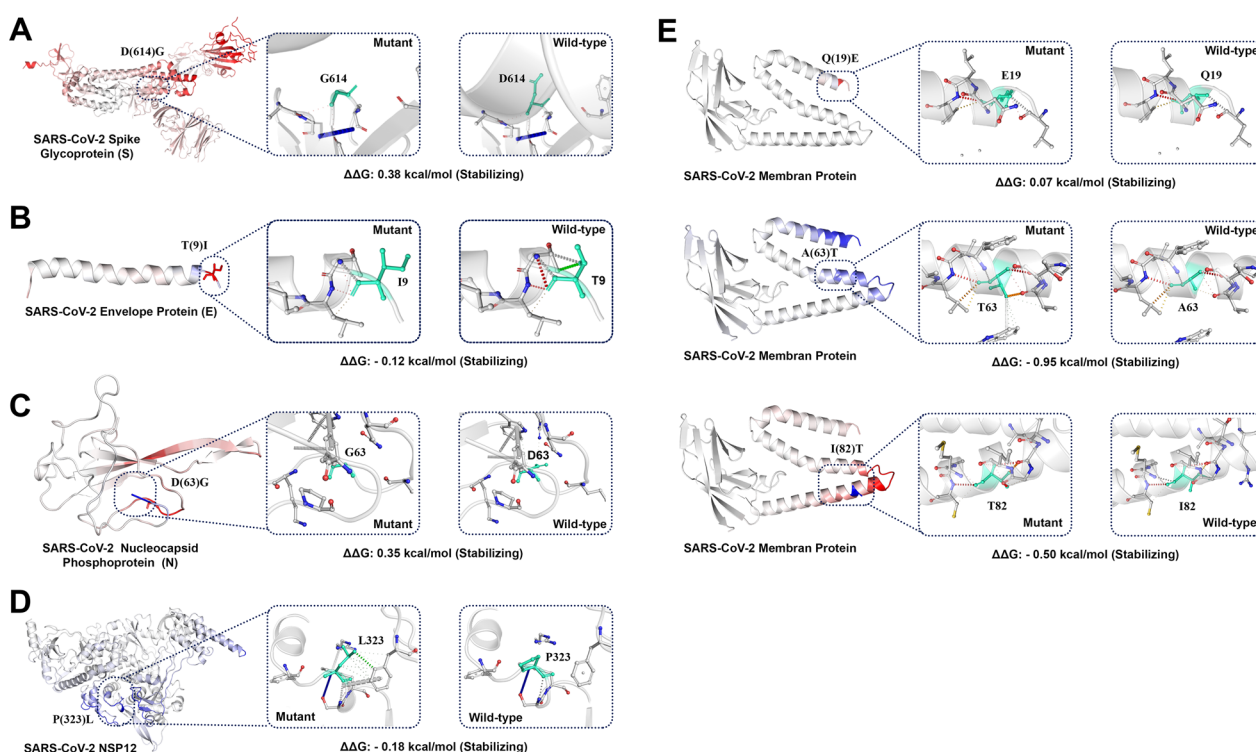 A
D(614)G
SARS-CoV-2 Spike
Glycoprotein (S)
Mutant
G614
Wild-type
D614
ΔΔG: 0.38 kcal/mol (Stabilizing)
B
T(9)I
SARS-CoV-2 Envelope Protein (E)
Mutant
I9
Wild-type
T9
ΔΔG: - 0.12 kcal/mol (Stabilizing)
C
D(63)G
SARS-CoV-2 Nucleocapsid
Phosphoprotein (N)
G63
Mutant
D63
Wild-type
ΔΔG: 0.35 kcal/mol (Stabilizing)
D
P(323)L
SARS-CoV-2 NSP12
L323
Mutant
P323
Wild-type
ΔΔG: - 0.18 kcal/mol (Stabilizing)
E
Q(19)E
SARS-CoV-2 Membran Protein
Mutant
E19
Wild-type
Q19
ΔΔG: 0.07 kcal/mol (Stabilizing)
A(63)T
SARS-CoV-2 Membran Protein
Mutant
T63
Wild-type
A63
ΔΔG: - 0.95 kcal/mol (Stabilizing)
I(82)T
SARS-CoV-2 Membran Protein
T82
Mutant
I82
Wild-type
ΔΔG: - 0.50 kcal/mol (Stabilizing)